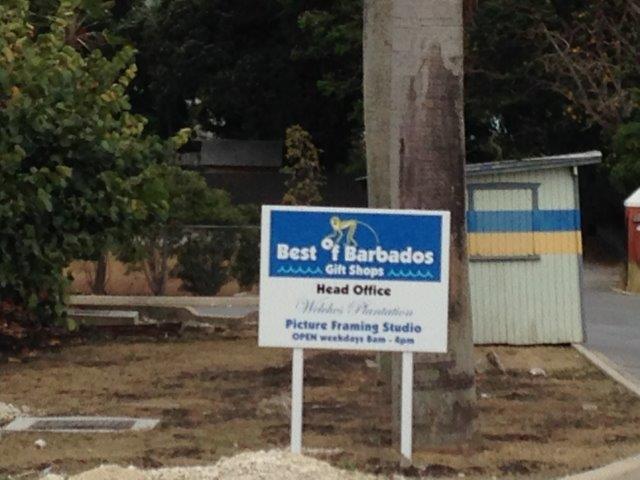 Best of Barbados
Gift Shops
Head Office
Welches Plantation
Picture Framing Studio
OPEN weekdays 8am - 4pm